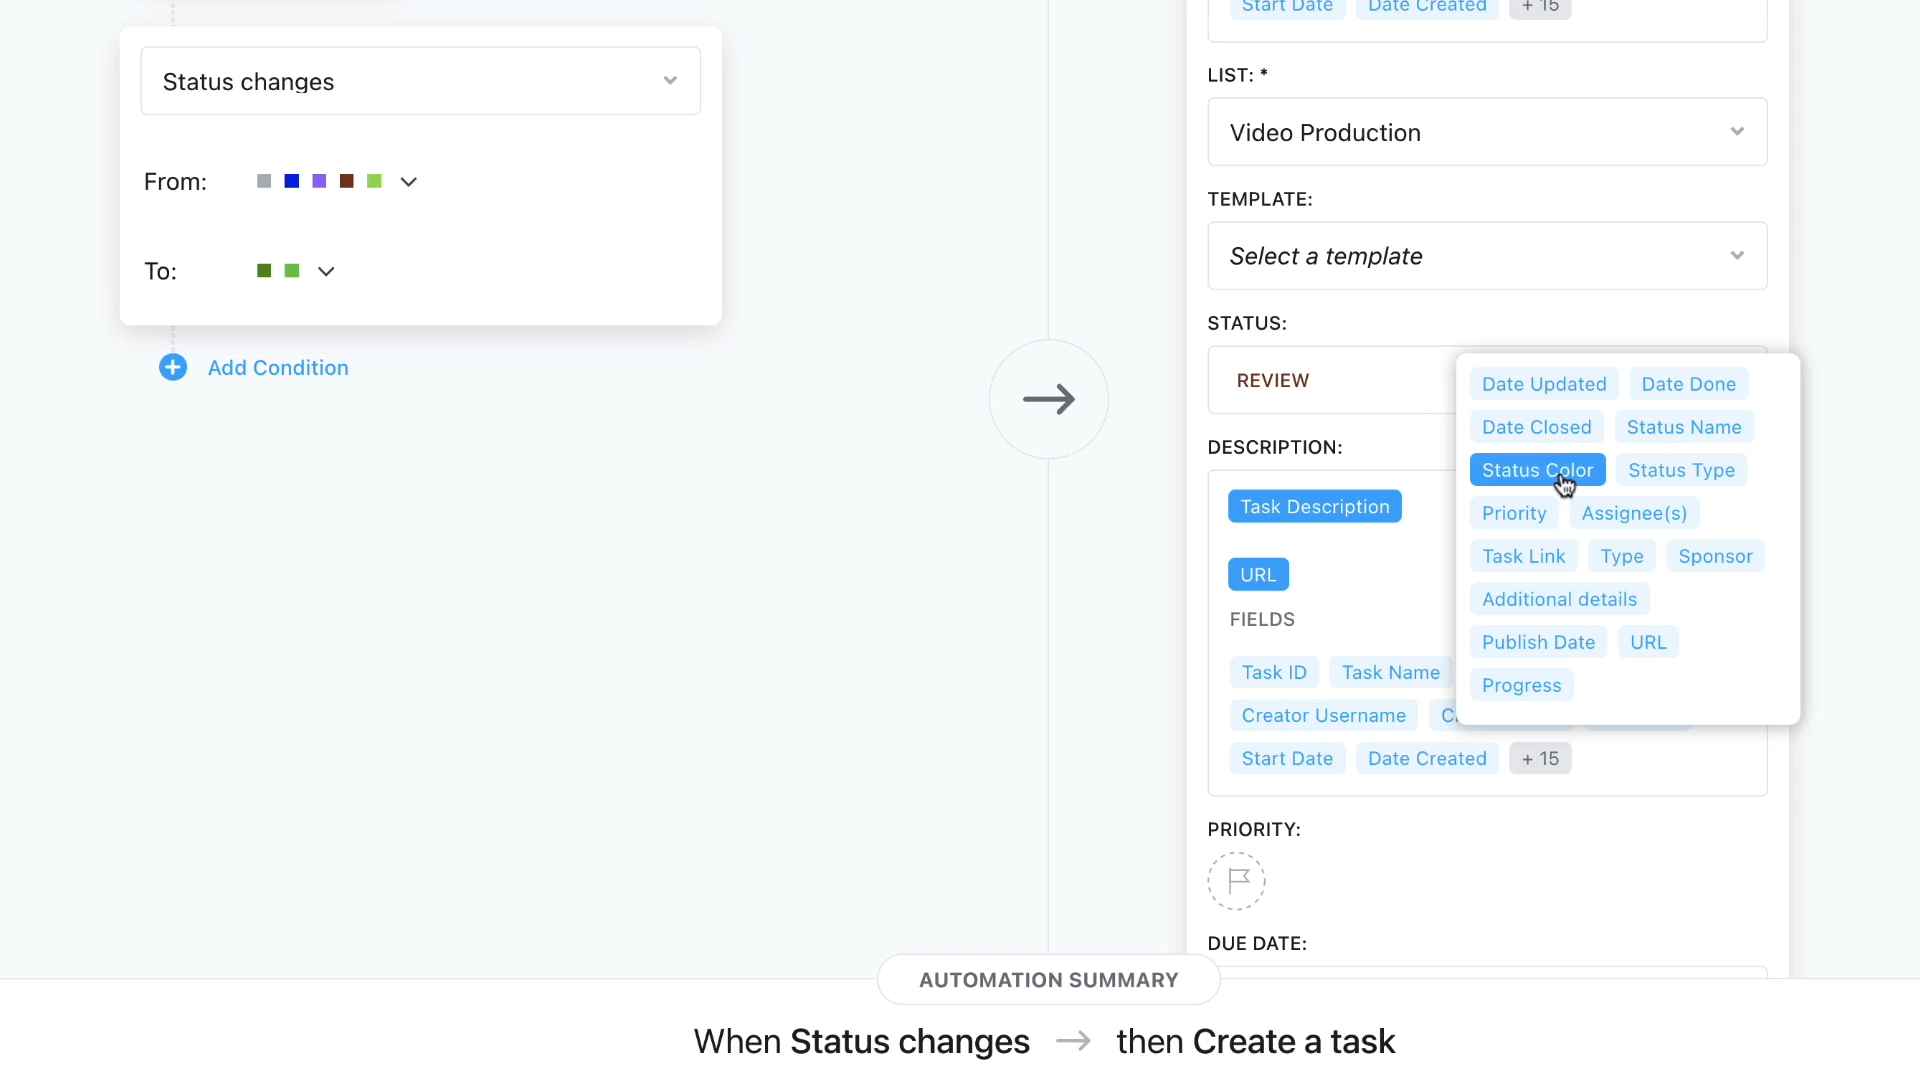 Start Date Date Created + 15
Status changes
From:
To:
Add Condition
LIST: *
Video Production
TEMPLATE:
Select a template
STATUS:
REVIEW
DESCRIPTION:
Task Description
URL
FIELDS
Task ID Task Name
Creator Username
Start Date Date Created + 15
Date Updated Date Done
Date Closed Status Name
Status Color Status Type
Priority Assignee(s)
Task Link Type Sponsor
Additional details
Publish Date URL
Progress
PRIORITY:
DUE DATE:
AUTOMATION SUMMARY
When Status changes → then Create a task